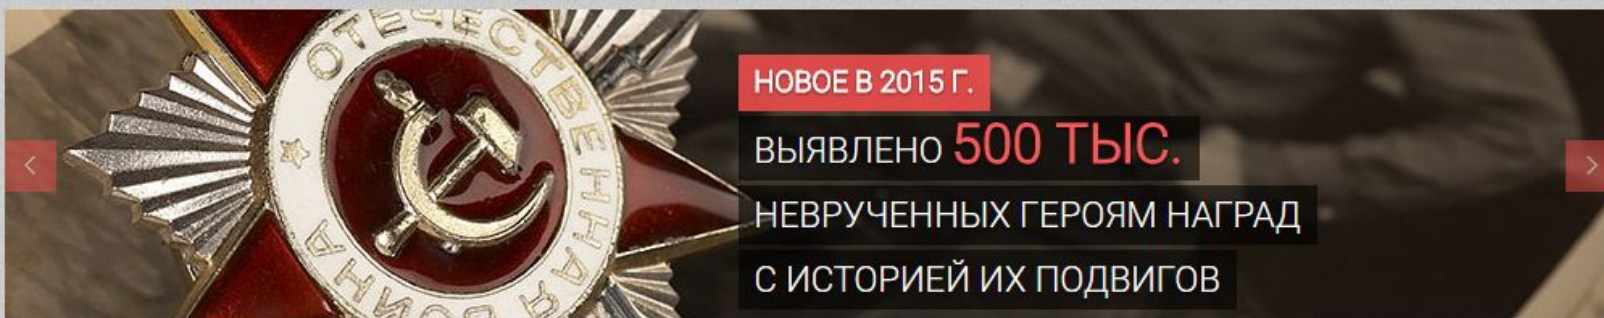 ОТЕЧЕСТВЕННАЯ ВОЙНА
НОВОЕ В 2015 Г.
ВЫЯВЛЕНО 500 ТЫС.
НЕВРУЧЕННЫХ ГЕРОЯМ НАГРАД
С ИСТОРИЕЙ ИХ ПОДВИГОВ